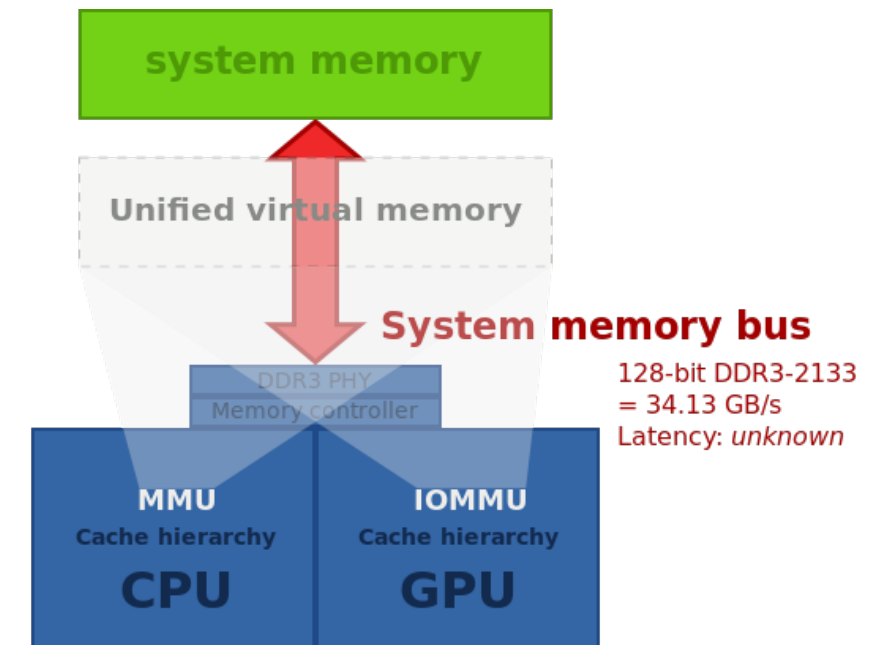 system memory
Unified virtual memory
System memory bus
128-bit DDR3-2133
= 34.13 GB/s
Latency: unknown
DDR3 PHY
Memory controller
MMU
IOMMU
Cache hierarchy
Cache hierarchy
CPU
GPU